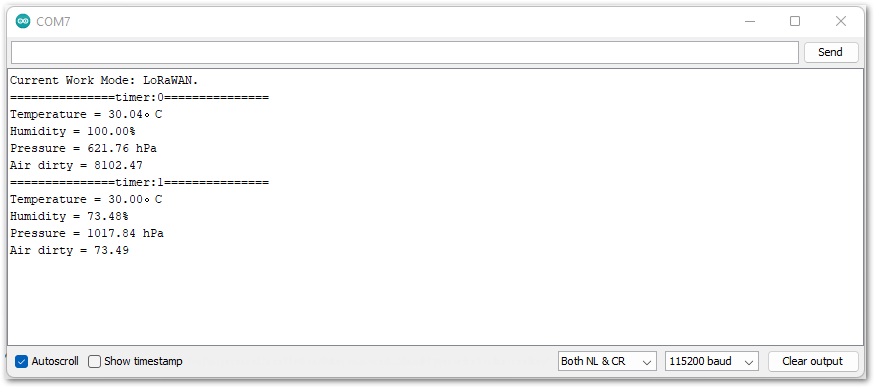 COM7
Send
Current Work Mode: LoRaWAN.
===============timer:0===============
Temperature = 30.04° C
Humidity = 100.00%
Pressure = 621.76 hPa
Air dirty = 8102.47
===============timer:1===============
Temperature = 30.00° C
Humidity = 73.48%
Pressure = 1017.84 hPa
Air dirty = 73.49
Autoscroll Show timestamp Both NL & CR 115200 baud Clear output